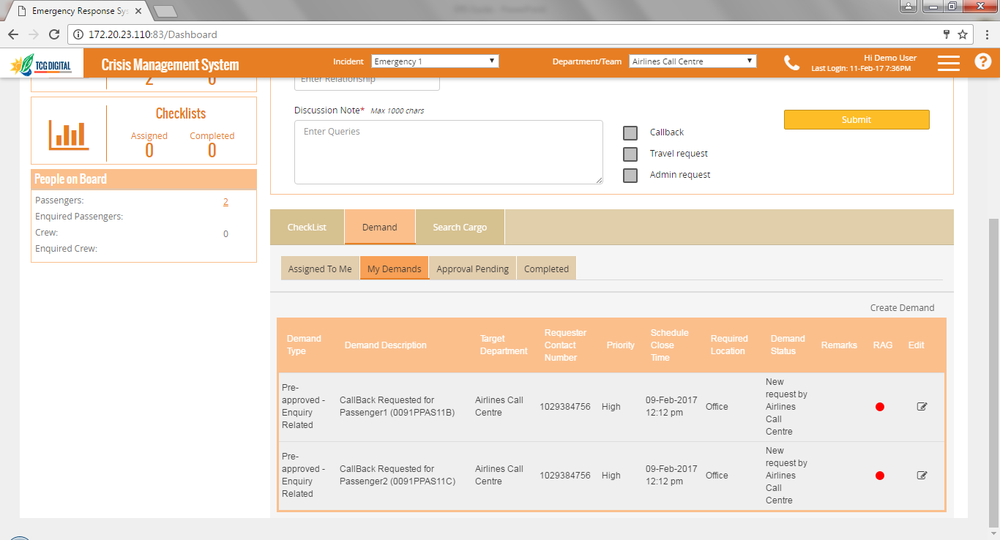 Emergency Response Sys
172.20.23.110:83/Dashboard
TCG DIGITAL
Crisis Management System
Incident
Emergency 1
Department/Team
Airlines Call Centre
Hi Demo User
Last Login: 11-Feb-17 7:36PM
?
Enter Relationship
Checklists
Assigned
Completed
0
0
People on Board
Passengers:
2
Enquired Passengers:
Crew:
0
Enquired Crew:
Discussion Note* Max 1000 chars
Enter Queries
Callback
Travel request
Admin request
Submit
CheckList
Demand
Search Cargo
Assigned To Me
My Demands
Approval Pending
Completed
Create Demand
Demand
Type
Demand Description
Target
Department
Requester
Contact
Number
Priority
Schedule
Close
Time
Required
Location
Demand
Status
Remarks
RAG
Edit
Pre-
approved -
Enquiry
Related
CallBack Requested for
Passenger1 (0091PPAS11B)
Airlines Call
Centre
1029384756
High
09-Feb-2017
12:12 pm
Office
New
request by
Airlines
Call
Centre
Pre-
approved -
Enquiry
Related
CallBack Requested for
Passenger2 (0091PPAS11C)
Airlines Call
Centre
1029384756
High
09-Feb-2017
12:12 pm
Office
New
request by
Airlines
Call
Centre